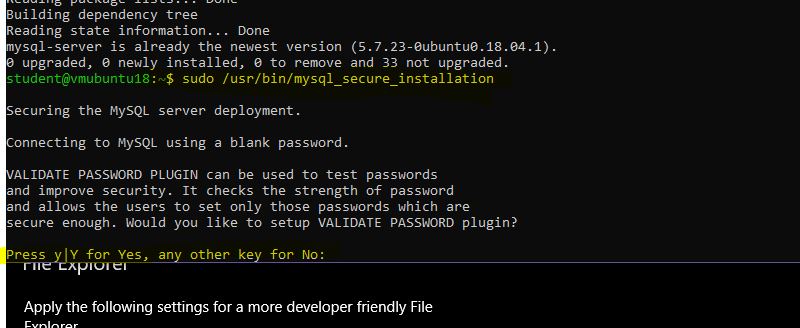 Reading package lists... Done
Building dependency tree
Reading state information... Done
mysql-server is already the newest version (5.7.23-0ubuntu0.18.04.1).
0 upgraded, 0 newly installed, 0 to remove and 33 not upgraded.
student@vmubuntu18:~$ sudo /usr/bin/mysql_secure_installation
Securing the MySQL server deployment.
Connecting to MySQL using a blank password.
VALIDATE PASSWORD PLUGIN can be used to test passwords
and improve security. It checks the strength of password
and allows the users to set only those passwords which are
secure enough. Would you like to setup VALIDATE PASSWORD plugin?
Press y|Y for Yes, any other key for No:
File Explorer
Apply the following settings for a more developer friendly File
Explorer